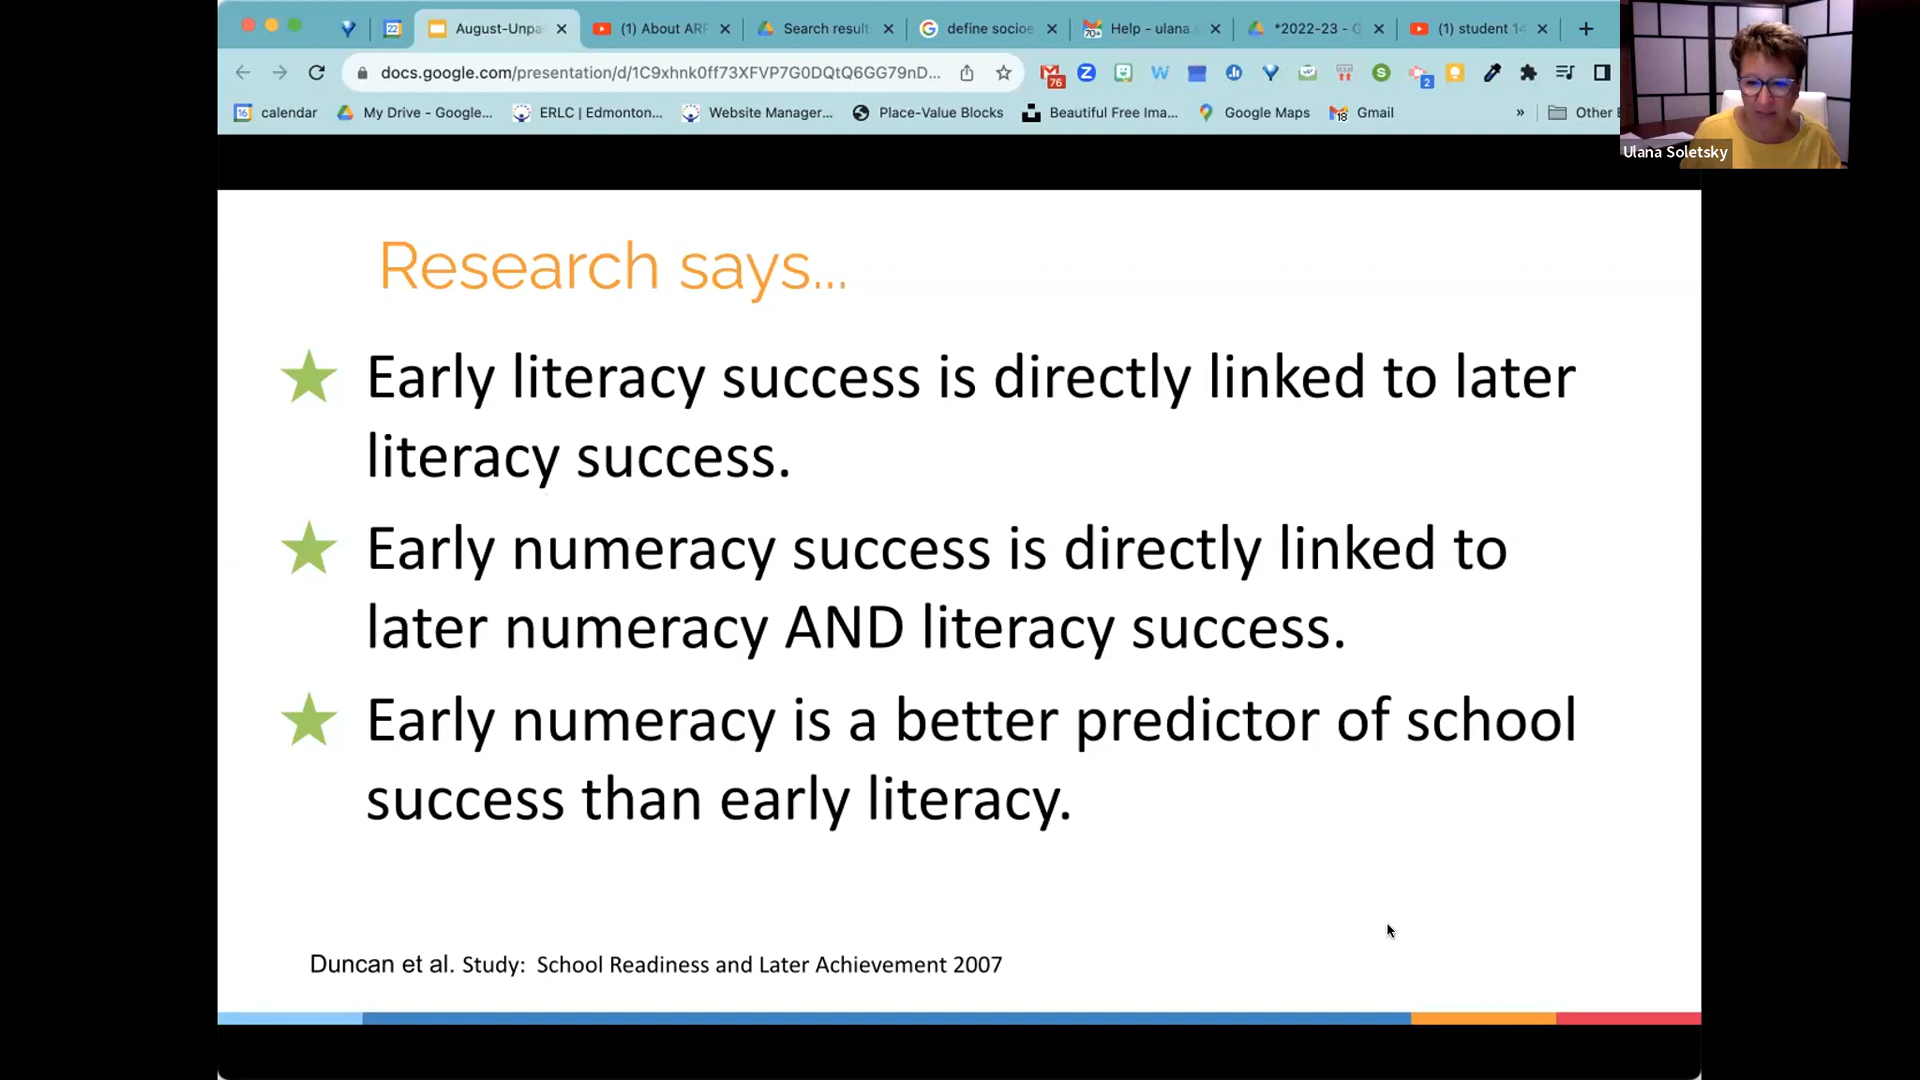 August-Unpa
(1) About ARP
Search result
define socioe
Help - ulana.
*2022-23 - G
(1) student 14
docs.google.com/presentation/d/1C9xhnk0ff73XFVP7G0DQtQ6GG79nD...
76
2
calendar
My Drive - Google...
ERLC | Edmonton...
Website Manager...
Place-Value Blocks
Beautiful Free Ima...
Google Maps
Gmail
»
Other
Ulana Soletsky
Research says...
Early literacy success is directly linked to later
literacy success.
Early numeracy success is directly linked to
later numeracy AND literacy success.
Early numeracy is a better predictor of school
success than early literacy.
Duncan et al. Study: School Readiness and Later Achievement 2007